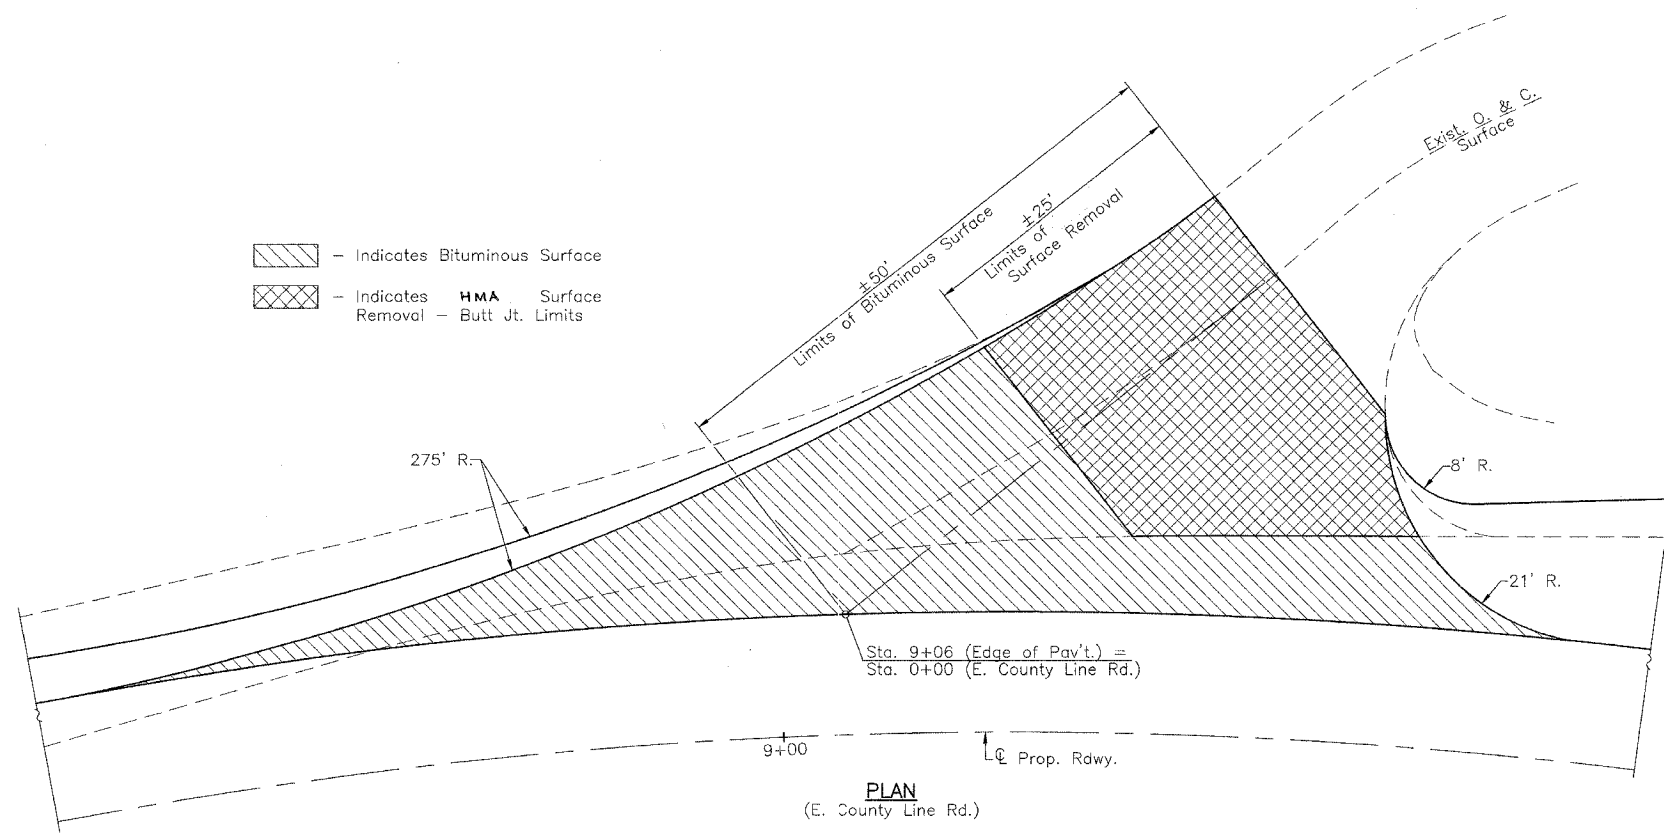 Exist. O. & C.
Surface
±50'
Limits of Bituminous Surface
±25'
Limits of
Surface Removal
– Indicates Bituminous Surface
– Indicates HMA Surface
Removal – Butt Jt. Limits
275' R.
8' R.
21' R.
Sta. 9+06 (Edge of Pav't.) =
Sta. 0+00 (E. County Line Rd.)
9+00
℄ Prop. Rdwy.
PLAN
(E. County Line Rd.)